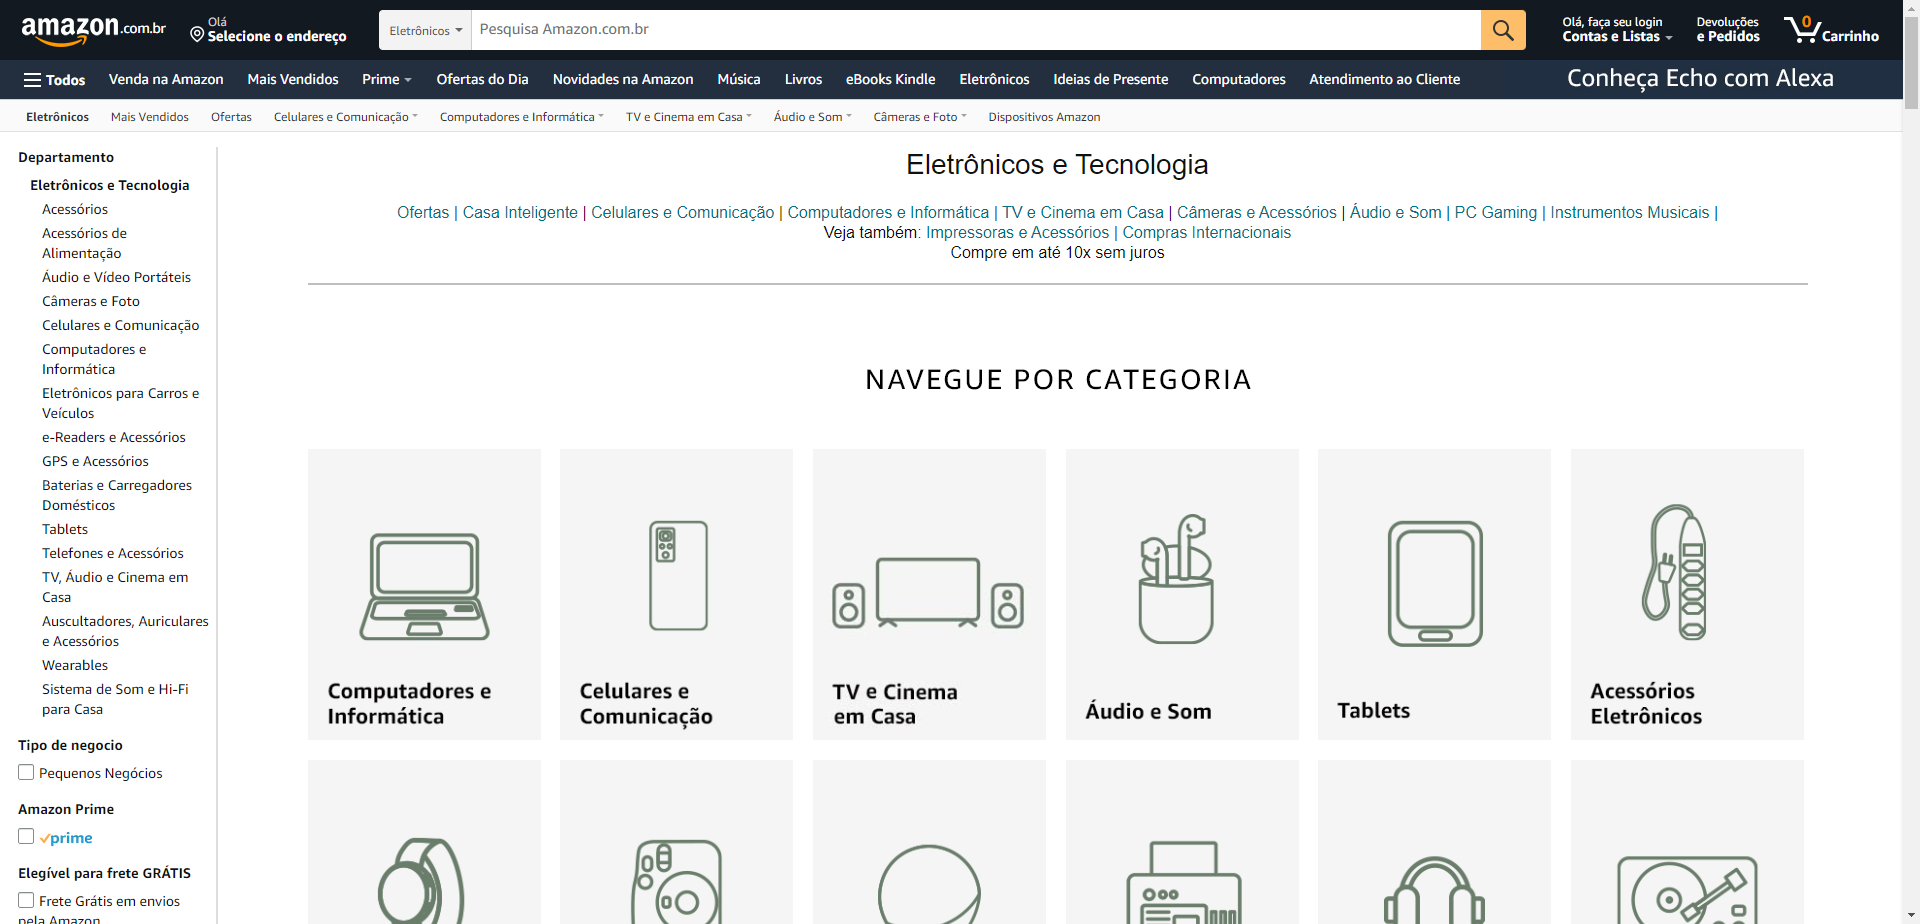 amazon.com.br
Olá
Selecione o endereço
Eletrônicos
Pesquisa Amazon.com.br
Olá, faça seu login
Contas e Listas
Devoluções
e Pedidos
0
Carrinho
Todos
Venda na Amazon
Mais Vendidos
Prime
Ofertas do Dia
Novidades na Amazon
Música
Livros
eBooks Kindle
Eletrônicos
Ideias de Presente
Computadores
Atendimento ao Cliente
Conheça Echo com Alexa
Eletrônicos
Mais Vendidos
Ofertas
Celulares e Comunicação
Computadores e Informática
TV e Cinema em Casa
Áudio e Som
Câmeras e Foto
Dispositivos Amazon
Departamento
Eletrônicos e Tecnologia
Acessórios
Acessórios de
Alimentação
Áudio e Vídeo Portáteis
Câmeras e Foto
Celulares e Comunicação
Computadores e
Informática
Eletrônicos para Carros e
Veículos
e-Readers e Acessórios
GPS e Acessórios
Baterias e Carregadores
Domésticos
Tablets
Telefones e Acessórios
TV, Áudio e Cinema em
Casa
Auscultadores, Auriculares
e Acessórios
Wearables
Sistema de Som e Hi-Fi
para Casa
Tipo de negocio
Pequenos Negócios
Amazon Prime
prime
Elegível para frete GRÁTIS
Frete Grátis em envios
pela Amazon
Eletrônicos e Tecnologia
Ofertas | Casa Inteligente | Celulares e Comunicação | Computadores e Informática | TV e Cinema em Casa | Câmeras e Acessórios | Áudio e Som | PC Gaming | Instrumentos Musicais |
Veja também: Impressoras e Acessórios | Compras Internacionais
Compre em até 10x sem juros
NAVEGUE POR CATEGORIA
Computadores e
Informática
Celulares e
Comunicação
TV e Cinema
em Casa
Áudio e Som
Tablets
Acessórios
Eletrônicos